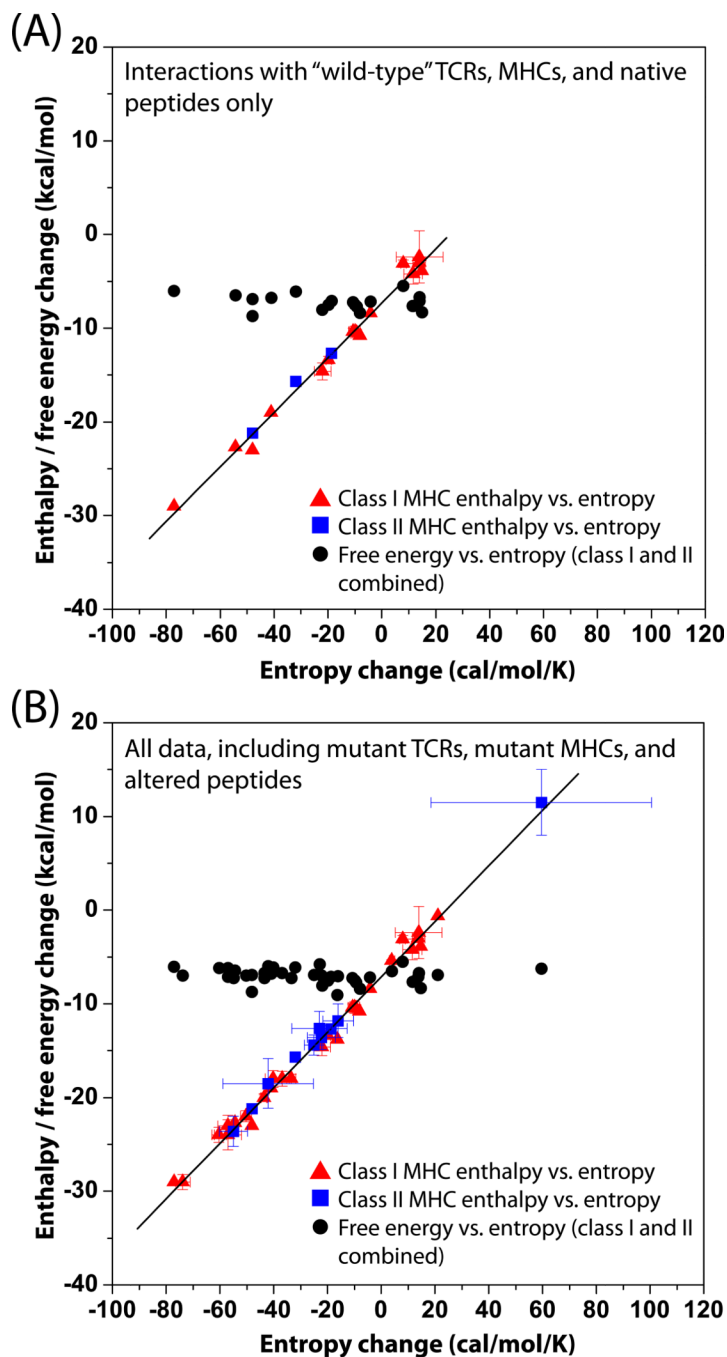 (A)
20
10
0
-10
-20
-30
-40
Enthalpy / free energy change (kcal/mol)
Interactions with “wild-type” TCRs, MHCs, and native
peptides only
Class I MHC enthalpy vs. entropy
Class II MHC enthalpy vs. entropy
Free energy vs. entropy (class I and II
combined)
-100 -80 -60 -40 -20 0 20 40 60 80 100 120
Entropy change (cal/mol/K)
(B)
20
10
0
-10
-20
-30
-40
Enthalpy / free energy change (kcal/mol)
All data, including mutant TCRs, mutant MHCs, and
altered peptides
Class I MHC enthalpy vs. entropy
Class II MHC enthalpy vs. entropy
Free energy vs. entropy (class I and II
combined)
-100 -80 -60 -40 -20 0 20 40 60 80 100 120
Entropy change (cal/mol/K)